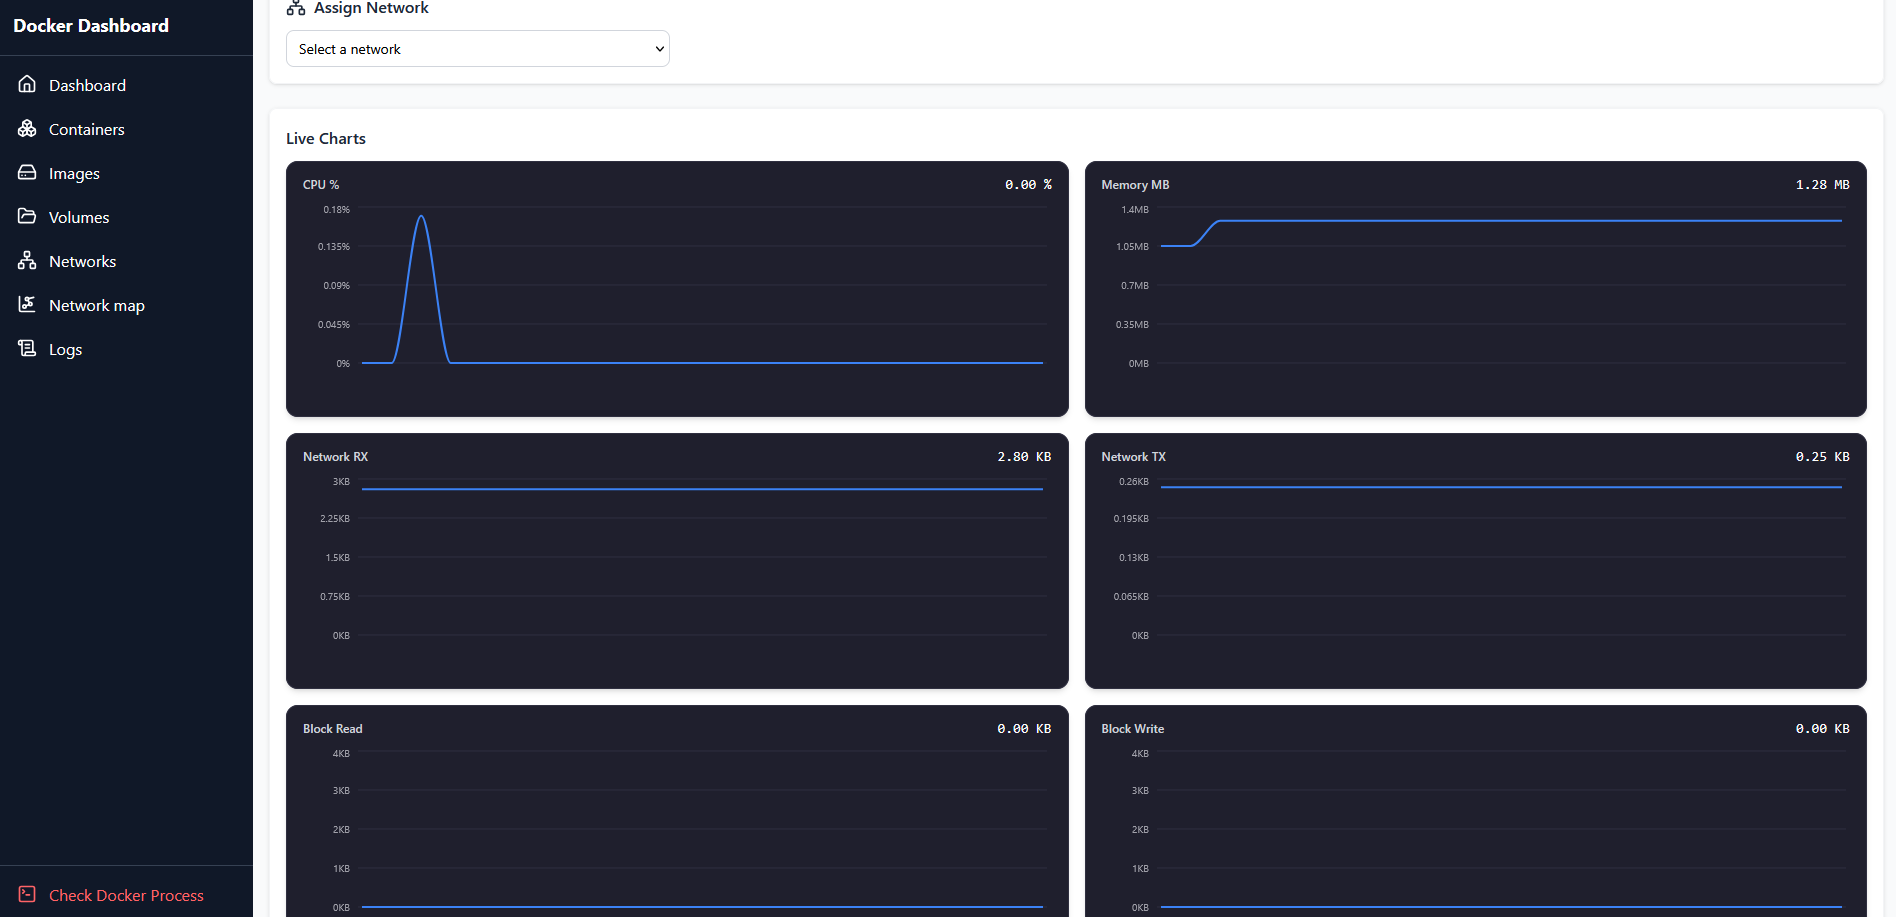 Docker Dashboard
Dashboard
Containers
Images
Volumes
Networks
Network map
Logs
Check Docker Process
Assign Network
Select a network
Live Charts
CPU %
0.00 %
0.18%
0.135%
0.09%
0.045%
0%
Memory MB
1.28 MB
1.4MB
1.05MB
0.7MB
0.35MB
0MB
Network RX
2.80 KB
3KB
2.25KB
1.5KB
0.75KB
0KB
Network TX
0.25 KB
0.26KB
0.195KB
0.13KB
0.065KB
0KB
Block Read
0.00 KB
4KB
3KB
2KB
1KB
0KB
Block Write
0.00 KB
4KB
3KB
2KB
1KB
0KB